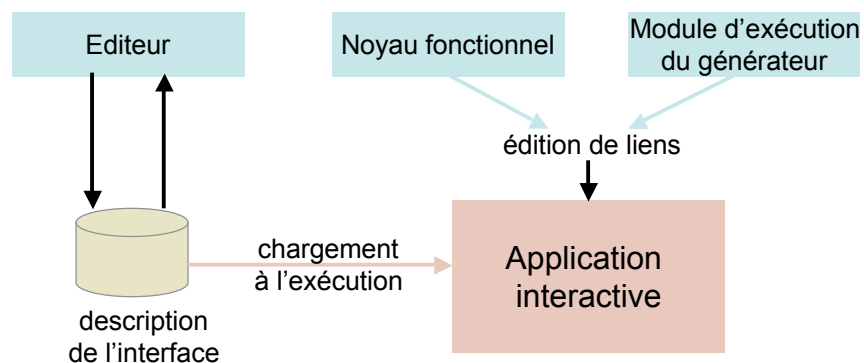 Editeur
Noyau fonctionnel
Module d’exécution
du générateur
édition de liens
chargement
à l’exécution
Application
interactive
description
de l’interface